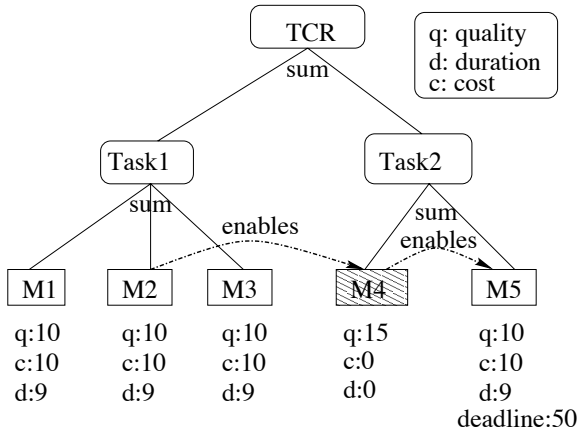 TCR
q: quality
d: duration
c: cost
sum
Task1
Task2
sum
sum
enables
enables
M1
M2
M3
M4
M5
q:10
q:10
q:10
q:15
q:10
c:10
c:10
c:10
c:0
c:10
d:9
d:9
d:9
d:0
d:9
deadline:50